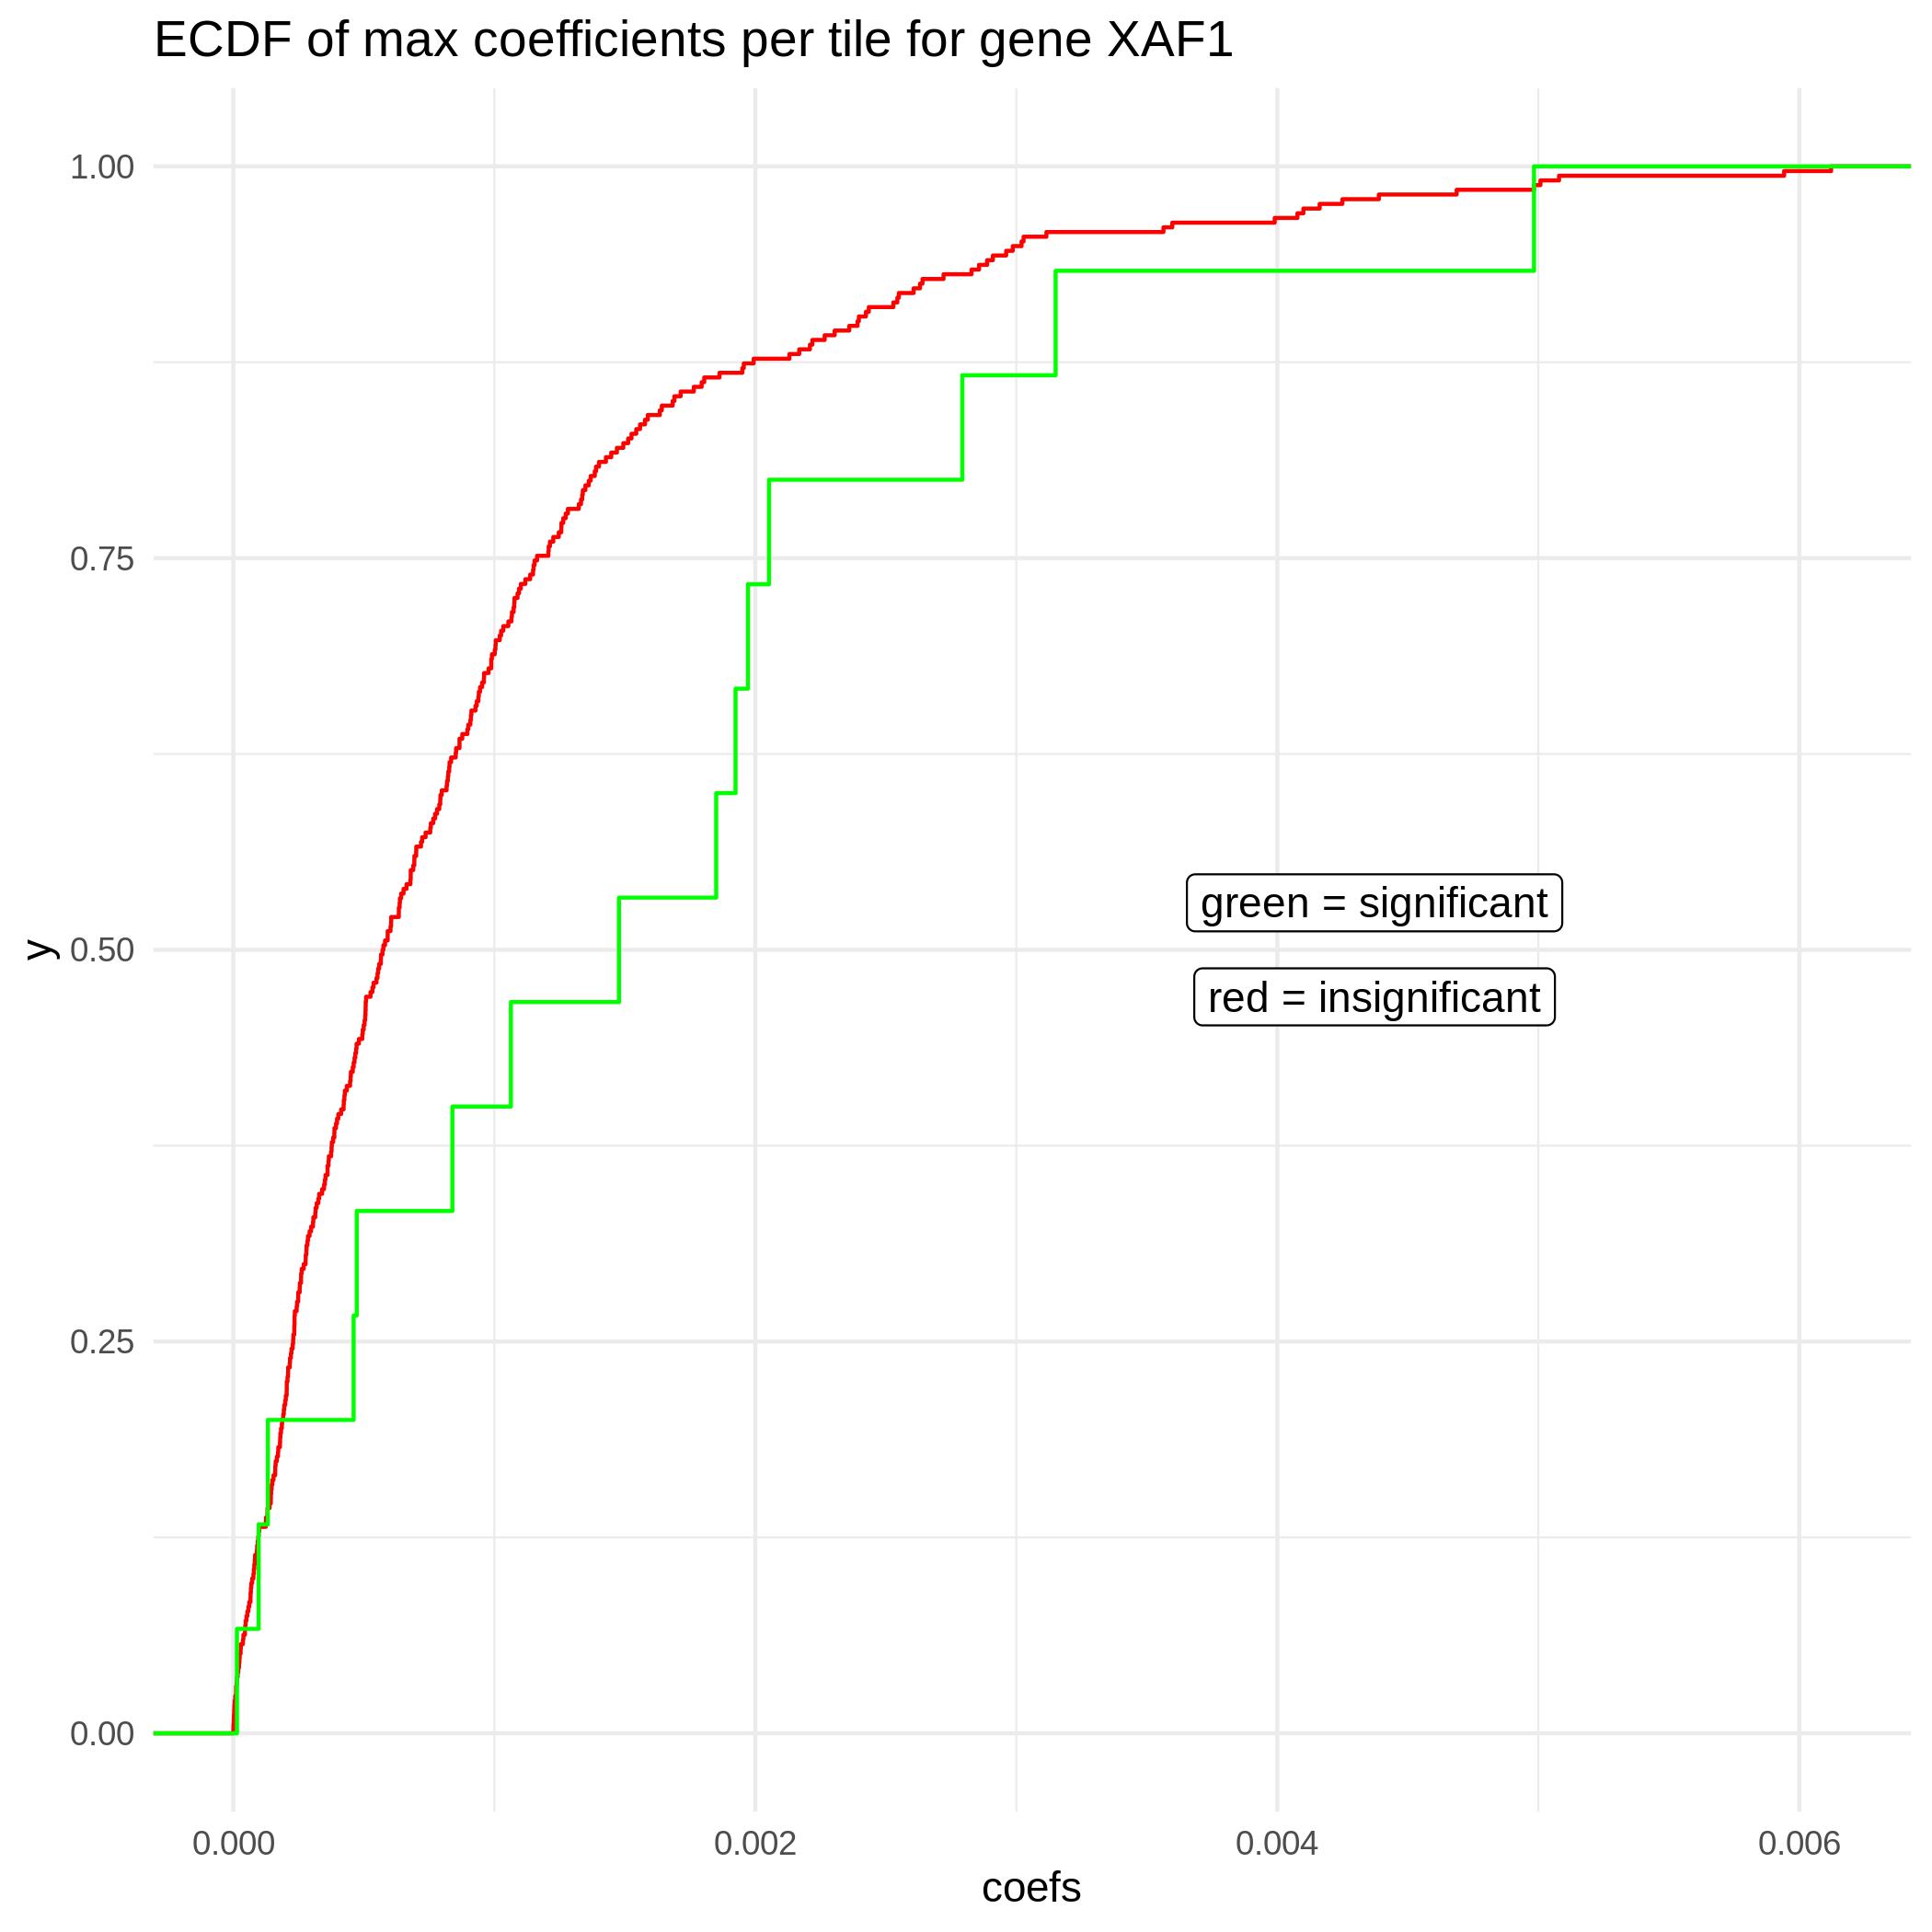 ECDF of max coefficients per tile for gene XAF1
1.00
0.75
0.50
0.25
0.00
y
green = significant
red = insignificant
0.000 0.002 0.004 0.006
coefs